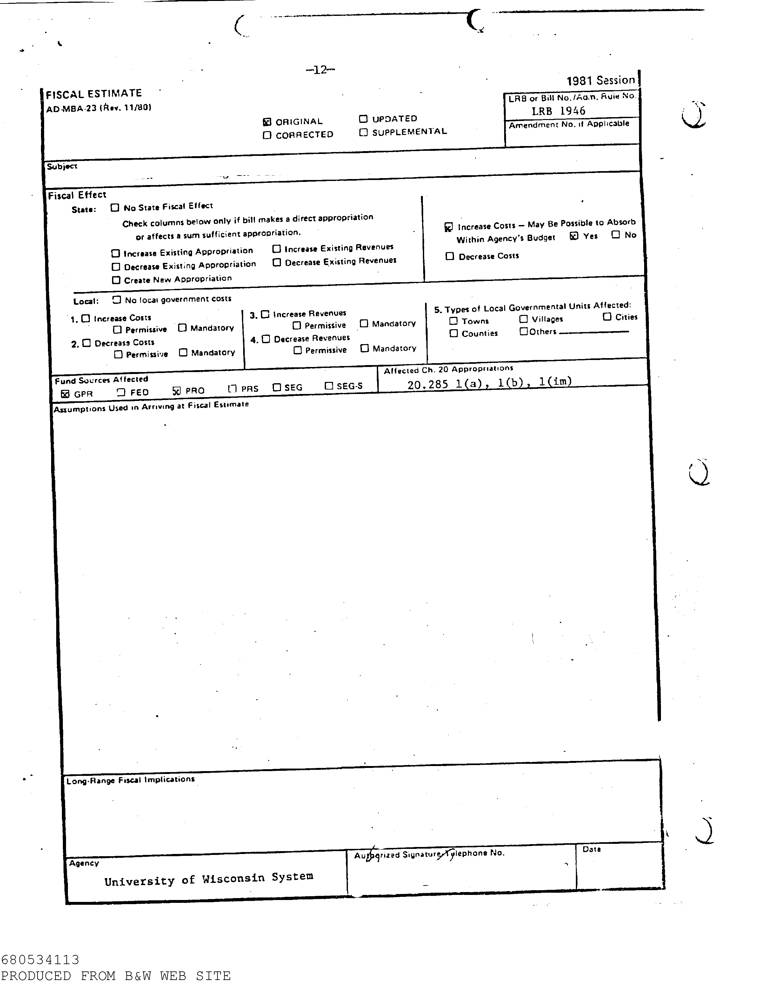 —12—
1981 Session
FISCAL ESTIMATE
AD-MBA-23 (Rev. 11/80)
LRB or Bill No./Adm. Rule No.
LRB 1946
☒ ORIGINAL ☐ UPDATED
☐ CORRECTED ☐ SUPPLEMENTAL
Amendment No. if Applicable
Subject
Fiscal Effect
State: ☐ No State Fiscal Effect
Check columns below only if bill makes a direct appropriation
or affects a sum sufficient appropriation.
☐ Increase Existing Appropriation ☐ Increase Existing Revenues
☐ Decrease Existing Appropriation ☐ Decrease Existing Revenues
☐ Create New Appropriation
☒ Increase Costs – May Be Possible to Absorb
Within Agency's Budget ☒ Yes ☐ No
☐ Decrease Costs
Local: ☐ No local government costs
1. ☐ Increase Costs
☐ Permissive ☐ Mandatory
2. ☐ Decrease Costs
☐ Permissive ☐ Mandatory
3. ☐ Increase Revenues
☐ Permissive ☐ Mandatory
4. ☐ Decrease Revenues
☐ Permissive ☐ Mandatory
5. Types of Local Governmental Units Affected:
☐ Towns ☐ Villages ☐ Cities
☐ Counties ☐ Others
Fund Sources Affected
☒ GPR ☐ FED ☒ PRO ☐ PRS ☐ SEG ☐ SEG-S
Affected Ch. 20 Appropriations
20.285 1(a), 1(b), 1(im)
Assumptions Used in Arriving at Fiscal Estimate
Long-Range Fiscal Implications
Agency
University of Wisconsin System
Authorized Signature/Telephone No.
Date
680534113
PRODUCED FROM B&W WEB SITE